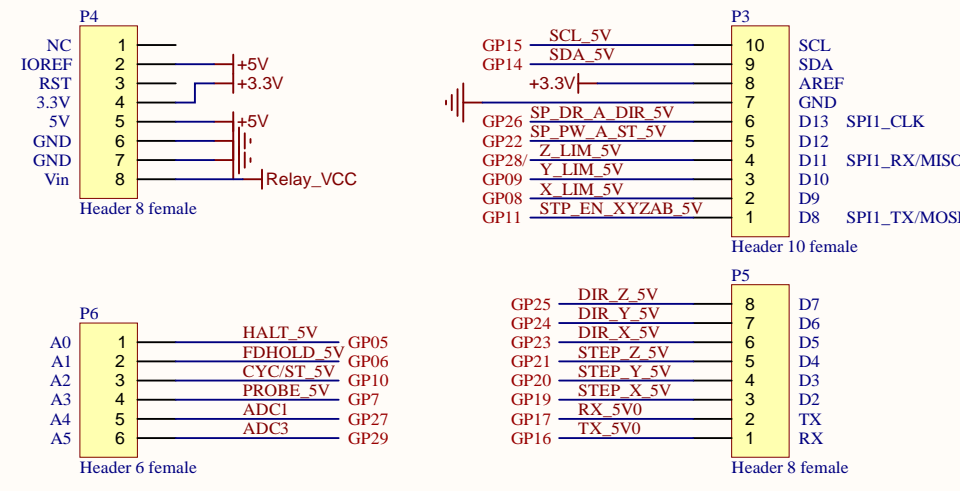 P4
NC 1
IOREF 2 +5V
RST 3 +3.3V
3.3V 4
5V 5 +5V
GND 6
GND 7
Vin 8 Relay_VCC
Header 8 female
P3
GP15 SCL_5V 10 SCL
GP14 SDA_5V 9 SDA
+3.3V 8 AREF
7 GND
GP26 SP_DR_A_DIR_5V 6 D13 SPI1_CLK
GP22 SP_PW_A_ST_5V 5 D12
GP28/ Z_LIM_5V 4 D11 SPI1_RX/MISO
GP09 Y_LIM_5V 3 D10
GP08 X_LIM_5V 2 D9
GP11 STP_EN_XYZAB_5V 1 D8 SPI1_TX/MOSI
Header 10 female
P6
A0 1 HALT_5V GP05
A1 2 FDHOLD_5V GP06
A2 3 CYC/ST_5V GP10
A3 4 PROBE_5V GP7
A4 5 ADC1 GP27
A5 6 ADC3 GP29
Header 6 female
P5
GP25 DIR_Z_5V 8 D7
GP24 DIR_Y_5V 7 D6
GP23 DIR_X_5V 6 D5
GP21 STEP_Z_5V 5 D4
GP20 STEP_Y_5V 4 D3
GP19 STEP_X_5V 3 D2
GP17 RX_5V0 2 TX
GP16 TX_5V0 1 RX
Header 8 female